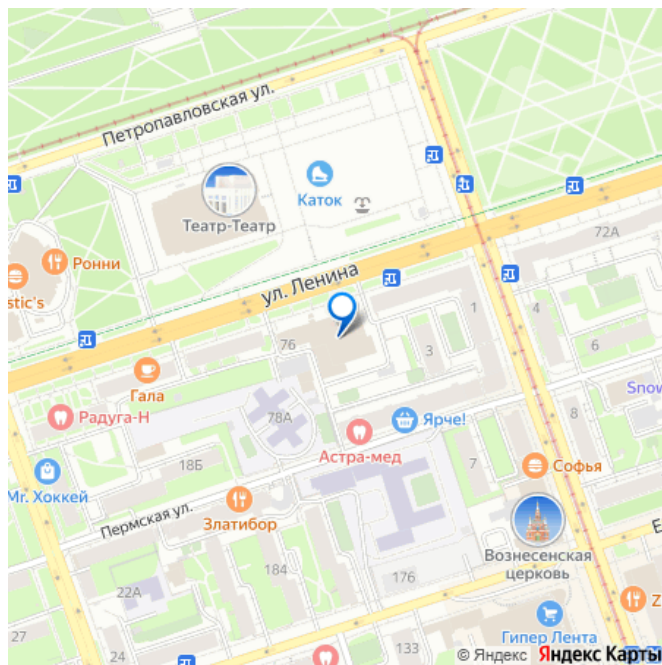 Петропавловская ул.
Каток
Театр-Театр
72А
Ронни
stic's
ул. Ленина
1
4
76
3
6
Гала
Snow
Радуга-Н
78А
Ярче!
8
Астра-мед
18Б
7
Софья
Mr. Хоккей
Златибор
Пермская ул.
Вознесенская
церковь
Е
184
176
22А
Z
Гипер Лента
27
133
© Яндекс Яндекс Карты